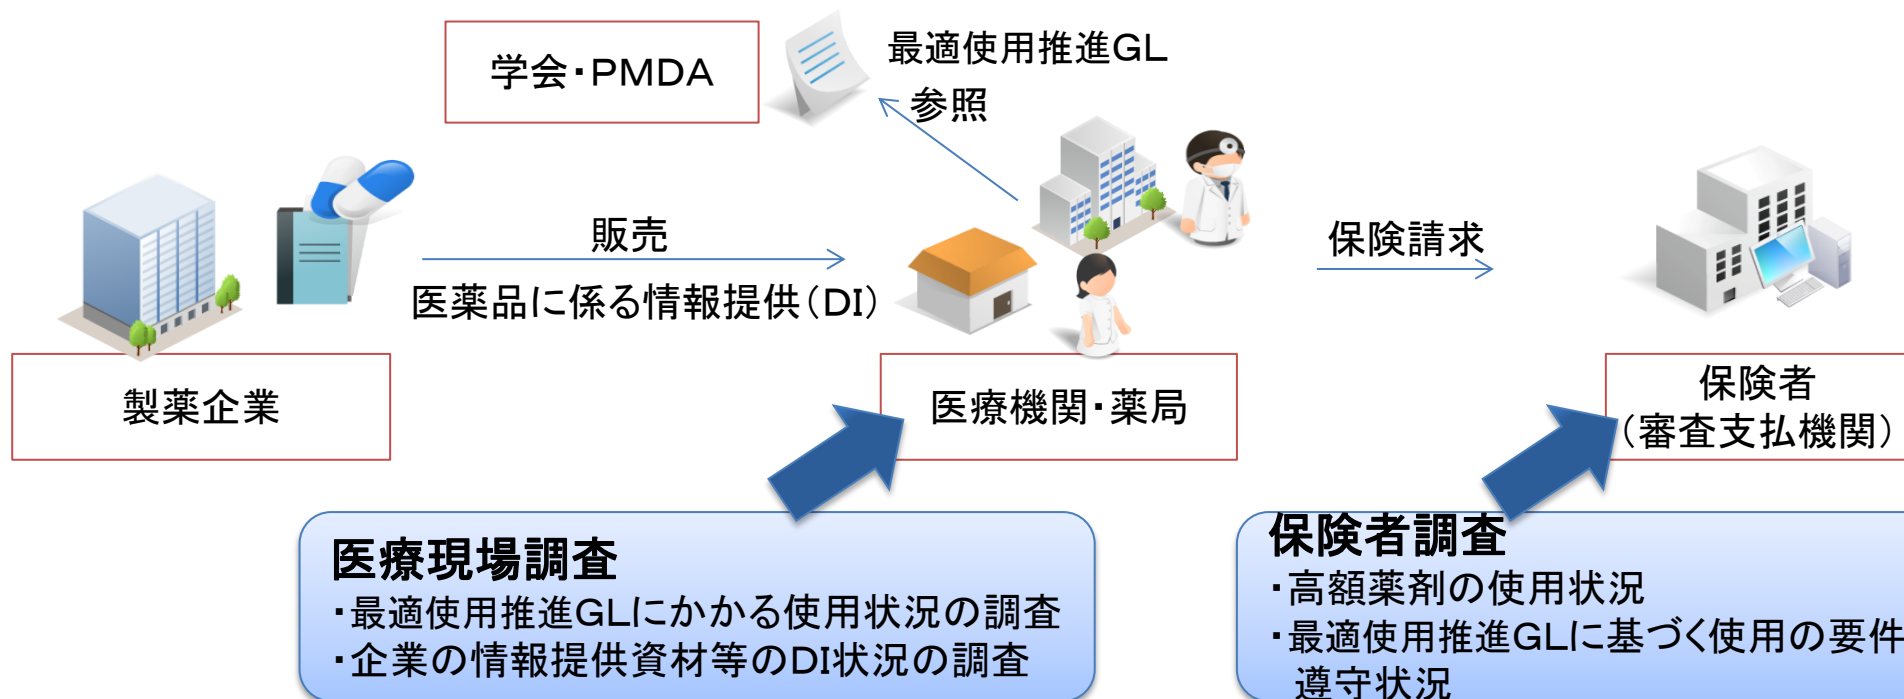 学会・PMDA
最適使用推進GL
参照
販売
医薬品に係る情報提供(DI)
保険請求
製薬企業
医療機関・薬局
保険者
(審査支払機関)
医療現場調査
・最適使用推進GLにかかる使用状況の調査
・企業の情報提供資材等のDI状況の調査
保険者調査
・高額薬剤の使用状況
・最適使用推進GLに基づく使用の要件
遵守状況